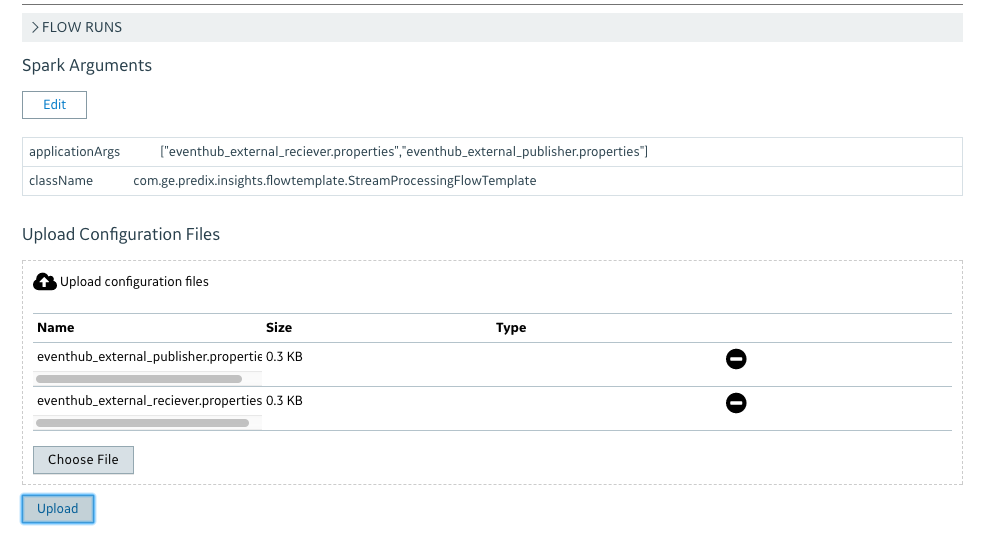 FLOW RUNS
Spark Arguments
Edit
applicationArgs ["eventhub_external_reciever.properties","eventhub_external_publisher.properties"]
className com.ge.predix.insights.flowtemplate.StreamProcessingFlowTemplate
Upload Configuration Files
Upload configuration files
Name Size Type
eventhub_external_publisher.propertie 0.3 KB
eventhub_external_reciever.properties 0.3 KB
Choose File
Upload